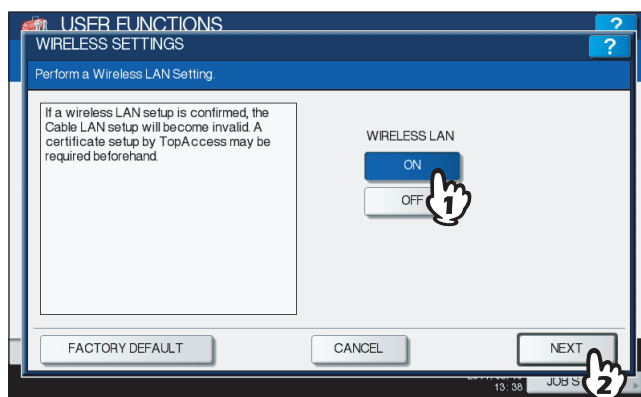 USER FUNCTIONS
?
WIRELESS SETTINGS
?
Perform a Wireless LAN Setting.
If a wireless LAN setup is confirmed, the
Cable LAN setup will become invalid. A
certificate setup by TopAccess may be
required beforehand.
WIRELESS LAN
ON
OFF
1
FACTORY DEFAULT
CANCEL
NEXT
2
13:38
JOB S